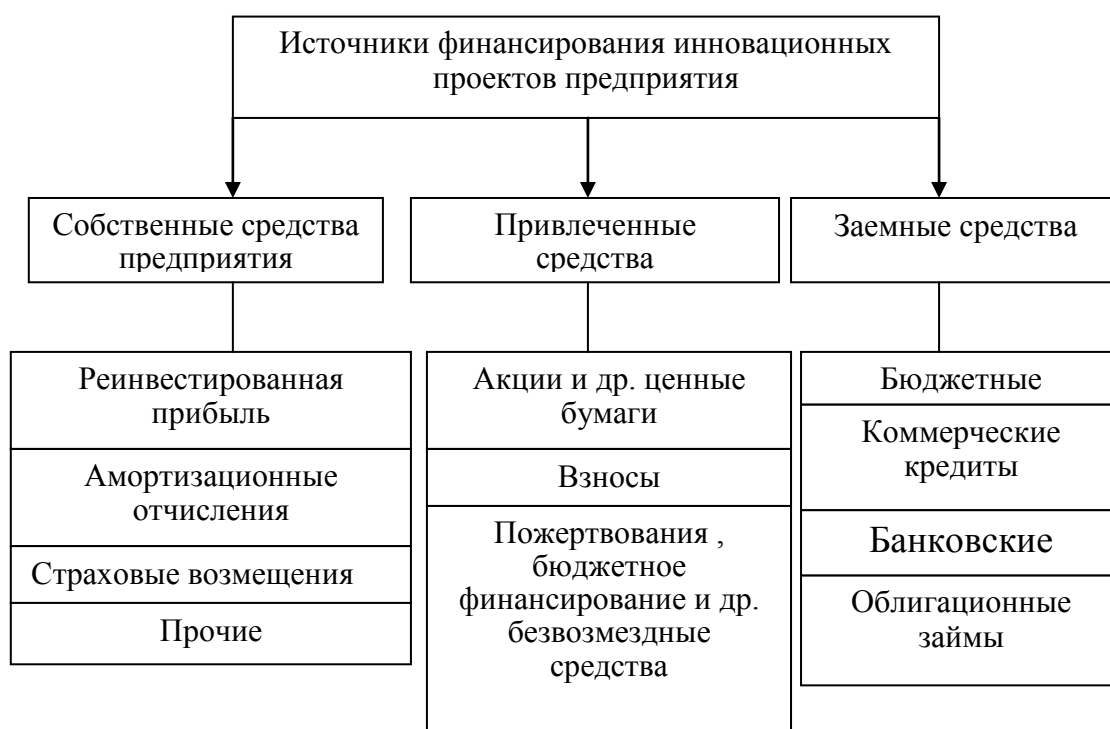 Источники финансирования инновационных
проектов предприятия
Собственные средства
предприятия
Привлеченные
средства
Заемные средства
Реинвестированная
прибыль
Амортизационные
отчисления
Страховые возмещения
Прочие
Акции и др. ценные
бумаги
Взносы
Пожертвования ,
бюджетное
финансирование и др.
безвозмездные
средства
Бюджетные
Коммерческие
кредиты
Банковские
Облигационные
займы